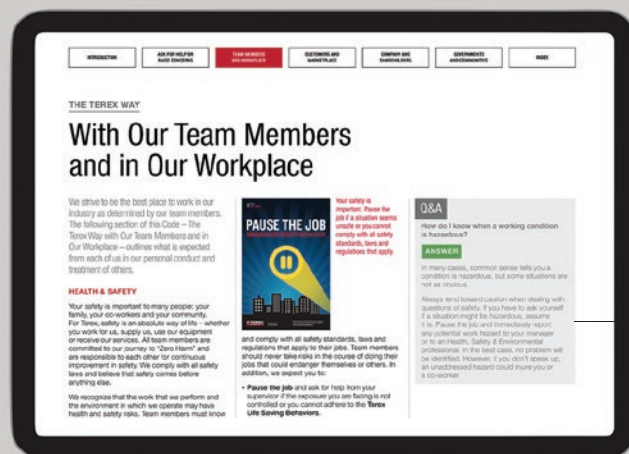 INTRODUCTION
ASK FOR HELP OR
RAISE CONCERNS
TEAM MEMBERS
AND WORKPLACE
CUSTOMERS AND
MARKETPLACE
COMPANY AND
SHAREHOLDERS
GOVERNMENTS
AND COMMUNITIES
INDEX
THE TEREX WAY
With Our Team Members
and in Our Workplace
We strive to be the best place to work in our
industry as determined by our team members.
The following section of this Code – The
Terex Way with Our Team Members and in
Our Workplace – outlines what is expected
from each of us in our personal conduct and
treatment of others.
HEALTH & SAFETY
Your safety is important to many people: your
family, your co-workers and your community.
For Terex, safety is an absolute way of life – whether
you work for us, supply us, use our equipment
or receive our services. All team members are
committed to our journey to "Zero Harm" and
are responsible to each other for continuous
improvement in safety. We comply with all safety
laws and believe that safety comes before
anything else.
We recognize that the work that we perform and
the environment in which we operate may have
health and safety risks. Team members must know
PAUSE THE JOB
TEREX
Your safety is
important. Pause the
job if a situation seems
unsafe or you cannot
comply with all safety
standards, laws and
regulations that apply.
and comply with all safety standards, laws and
regulations that apply to their jobs. Team members
should never take risks in the course of doing their
jobs that could endanger themselves or others. In
addition, we expect you to:
• Pause the job and ask for help from your
supervisor if the exposure you are facing is not
controlled or you cannot adhere to the Terex
Life Saving Behaviors.
Q&A
How do I know when a working condition
is hazardous?
ANSWER
In many cases, common sense tells you a
condition is hazardous, but some situations are
not as obvious.
Always tend toward caution when dealing with
questions of safety. If you have to ask yourself
if a situation might be hazardous, assume
it is. Pause the job and immediately report
any potential work hazard to your manager
or to an Health, Safety & Environmental
professional. In the best case, no problem will
be identified. However, if you don't speak up,
an unaddressed hazard could injure you or
a co-worker.